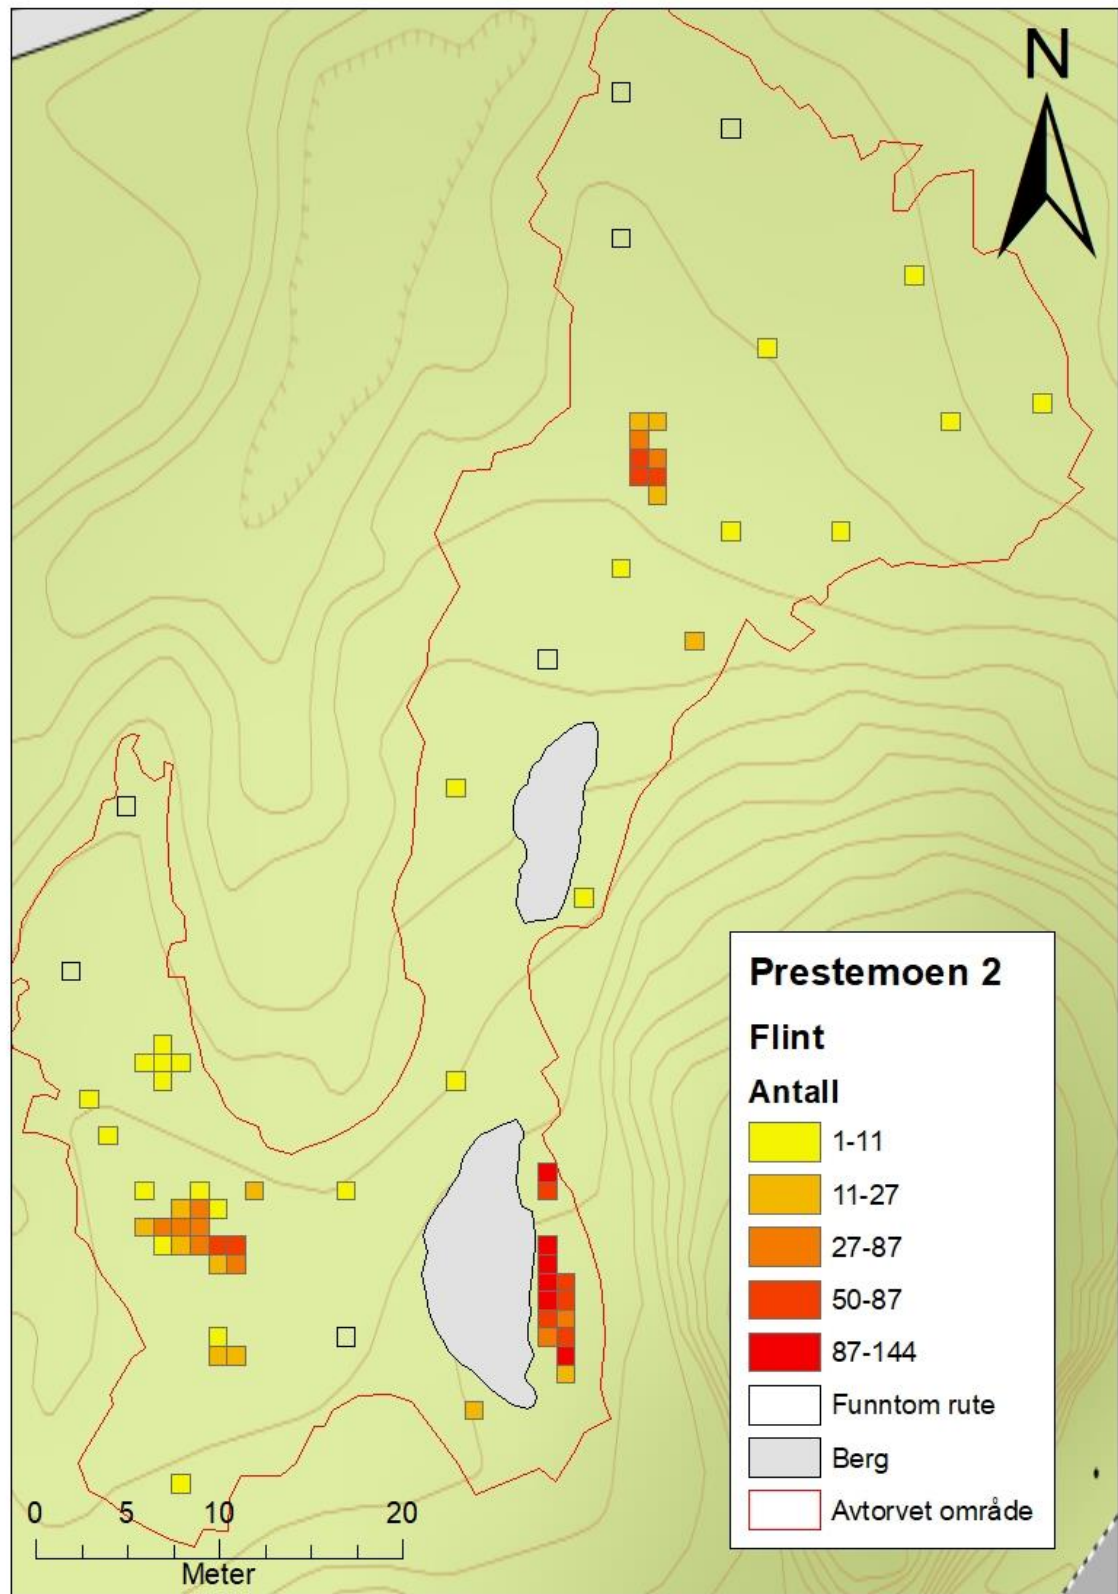 N
Prestemoen 2
Flint
Antall
1-11
11-27
27-87
50-87
87-144
Funntom rute
Berg
Avtorvet område
0 5 10 20
Meter